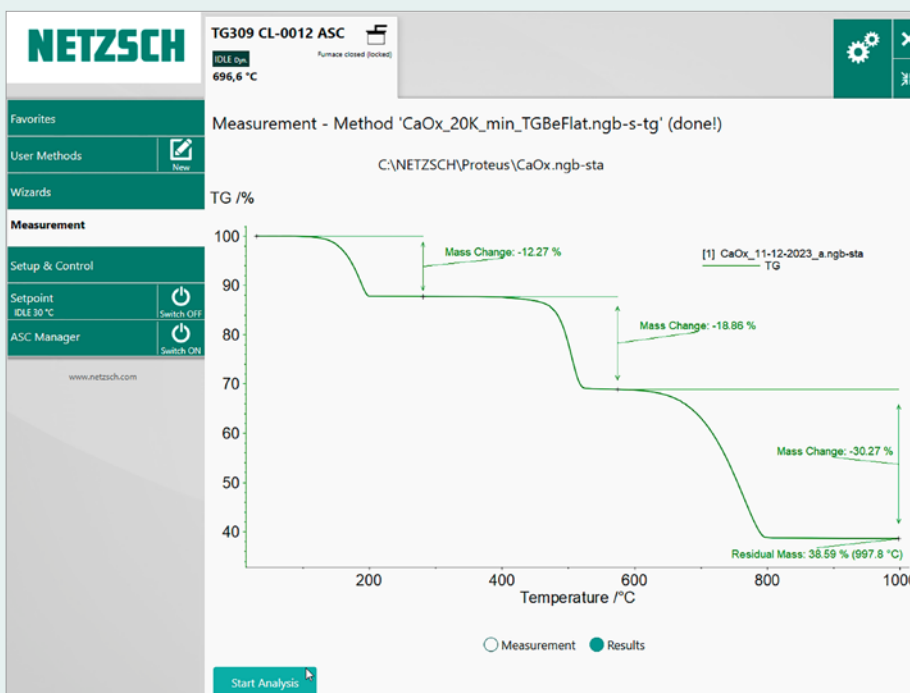 NETZSCH
TG309 CL-0012 ASC
IDLE Dyn.
Furnace closed (locked)
696,6 °C
Favorites
User Methods
New
Wizards
Measurement
Setup & Control
Setpoint
IDLE 30 °C
Switch OFF
ASC Manager
Switch ON
www.netzsch.com
Measurement - Method 'CaOx_20K_min_TGBeFlat.ngb-s-tg' (done!)
C:\NETZSCH\Proteus\CaOx.ngb-sta
TG /%
100
90
80
70
60
50
40
Mass Change: -12.27 %
[1] CaOx_11-12-2023_a.ngb-sta
TG
Mass Change: -18.86 %
Mass Change: -30.27 %
Residual Mass: 38.59 % (997.8 °C)
200
400
600
800
1000
Temperature /°C
Measurement
Results
Start Analysis